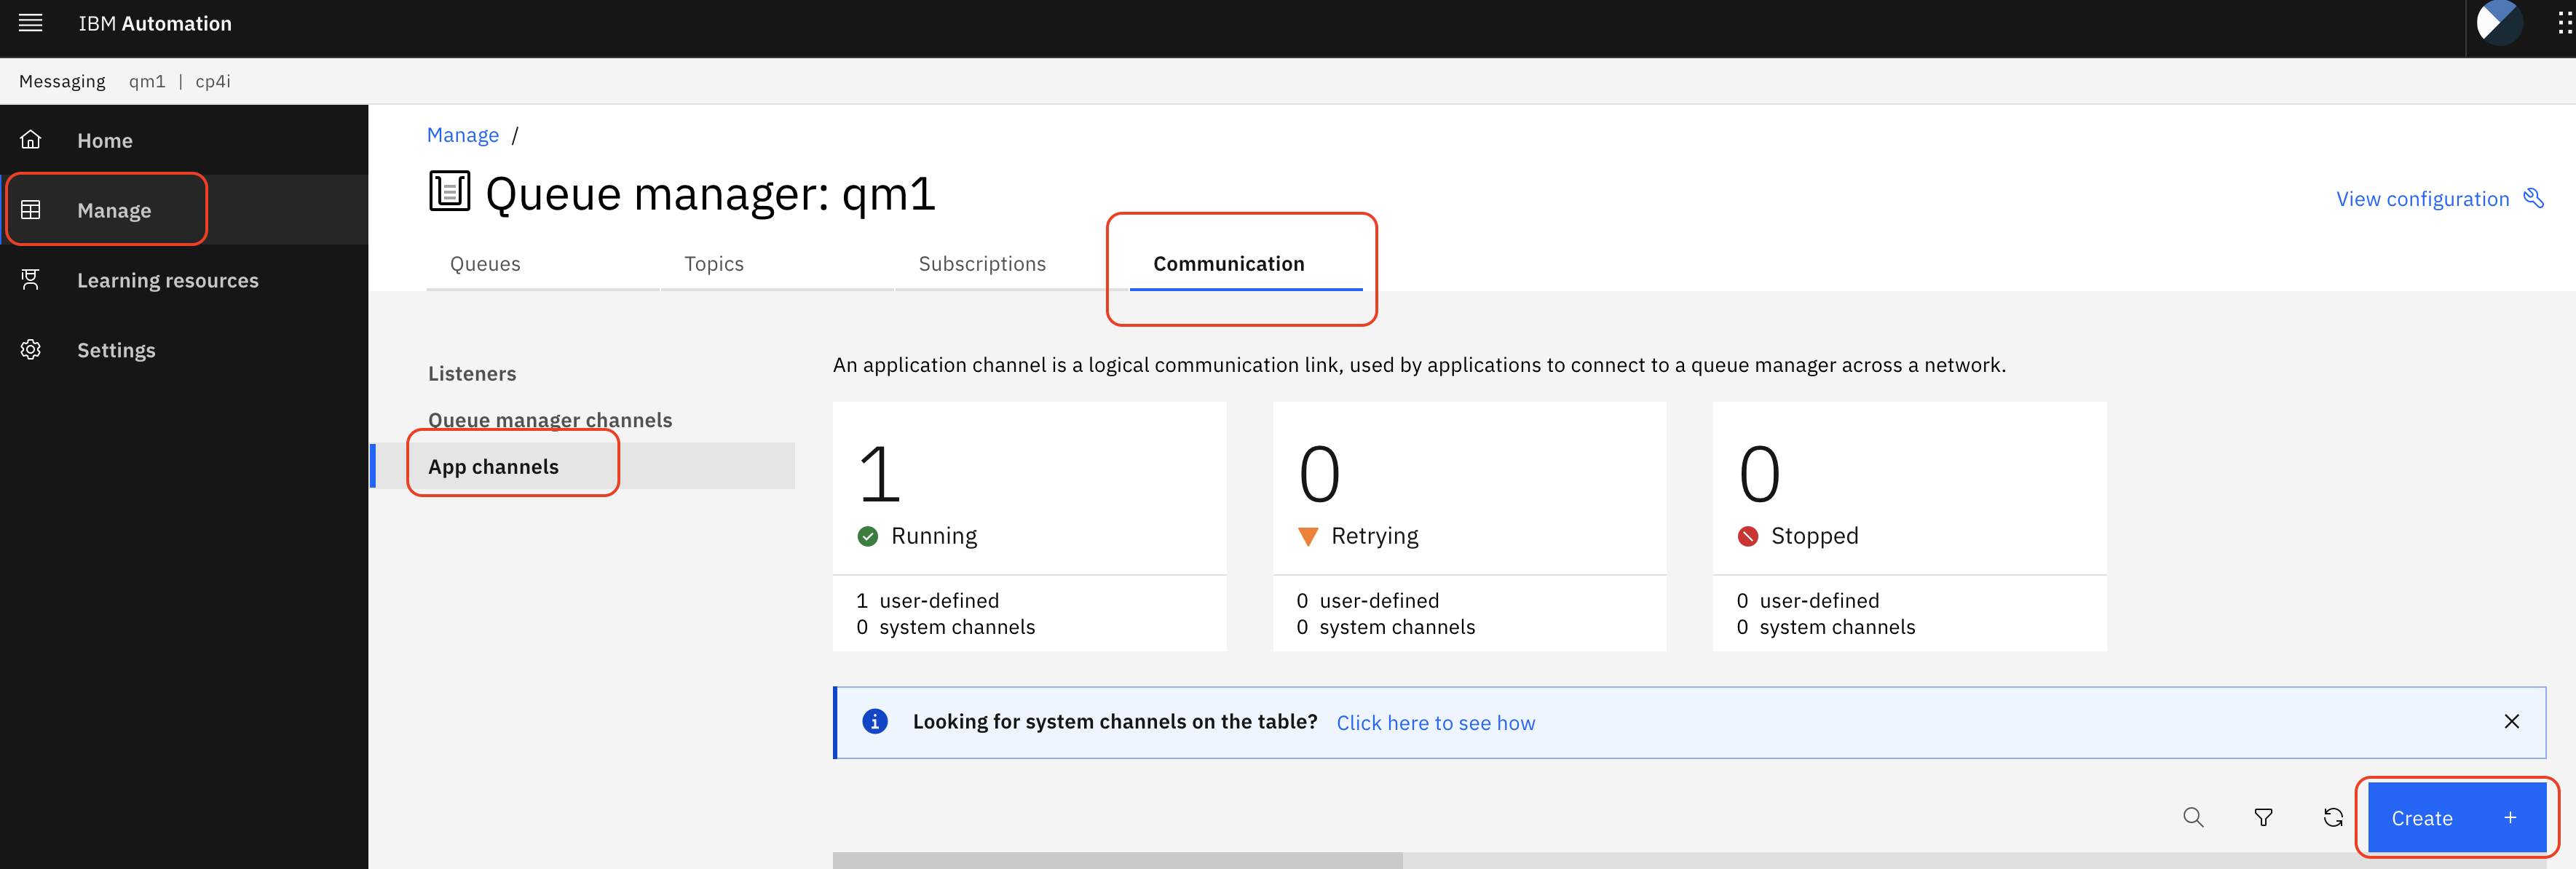 IBM Automation
Messaging qm1 | cp4i
Home
Manage
Learning resources
Settings
Manage /
Queue manager: qm1
View configuration
Queues Topics Subscriptions Communication
Listeners
Queue manager channels
App channels
An application channel is a logical communication link, used by applications to connect to a queue manager across a network.
1
Running
1 user-defined
0 system channels
0
Retrying
0 user-defined
0 system channels
0
Stopped
0 user-defined
0 system channels
Looking for system channels on the table? Click here to see how
Create +